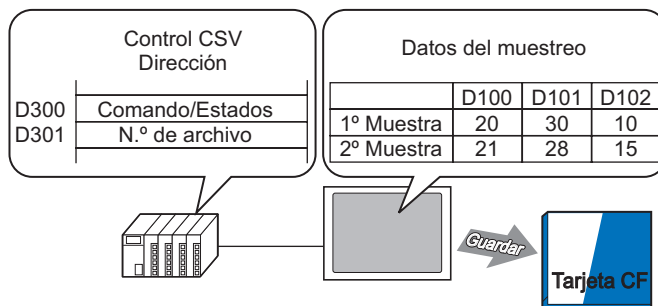 Control CSV
Dirección
D300 Comando/Estados
D301 N.º de archivo
Datos del muestreo
D100 D101 D102
1º Muestra 20 30 10
2º Muestra 21 28 15
Guardar
Tarjeta CF